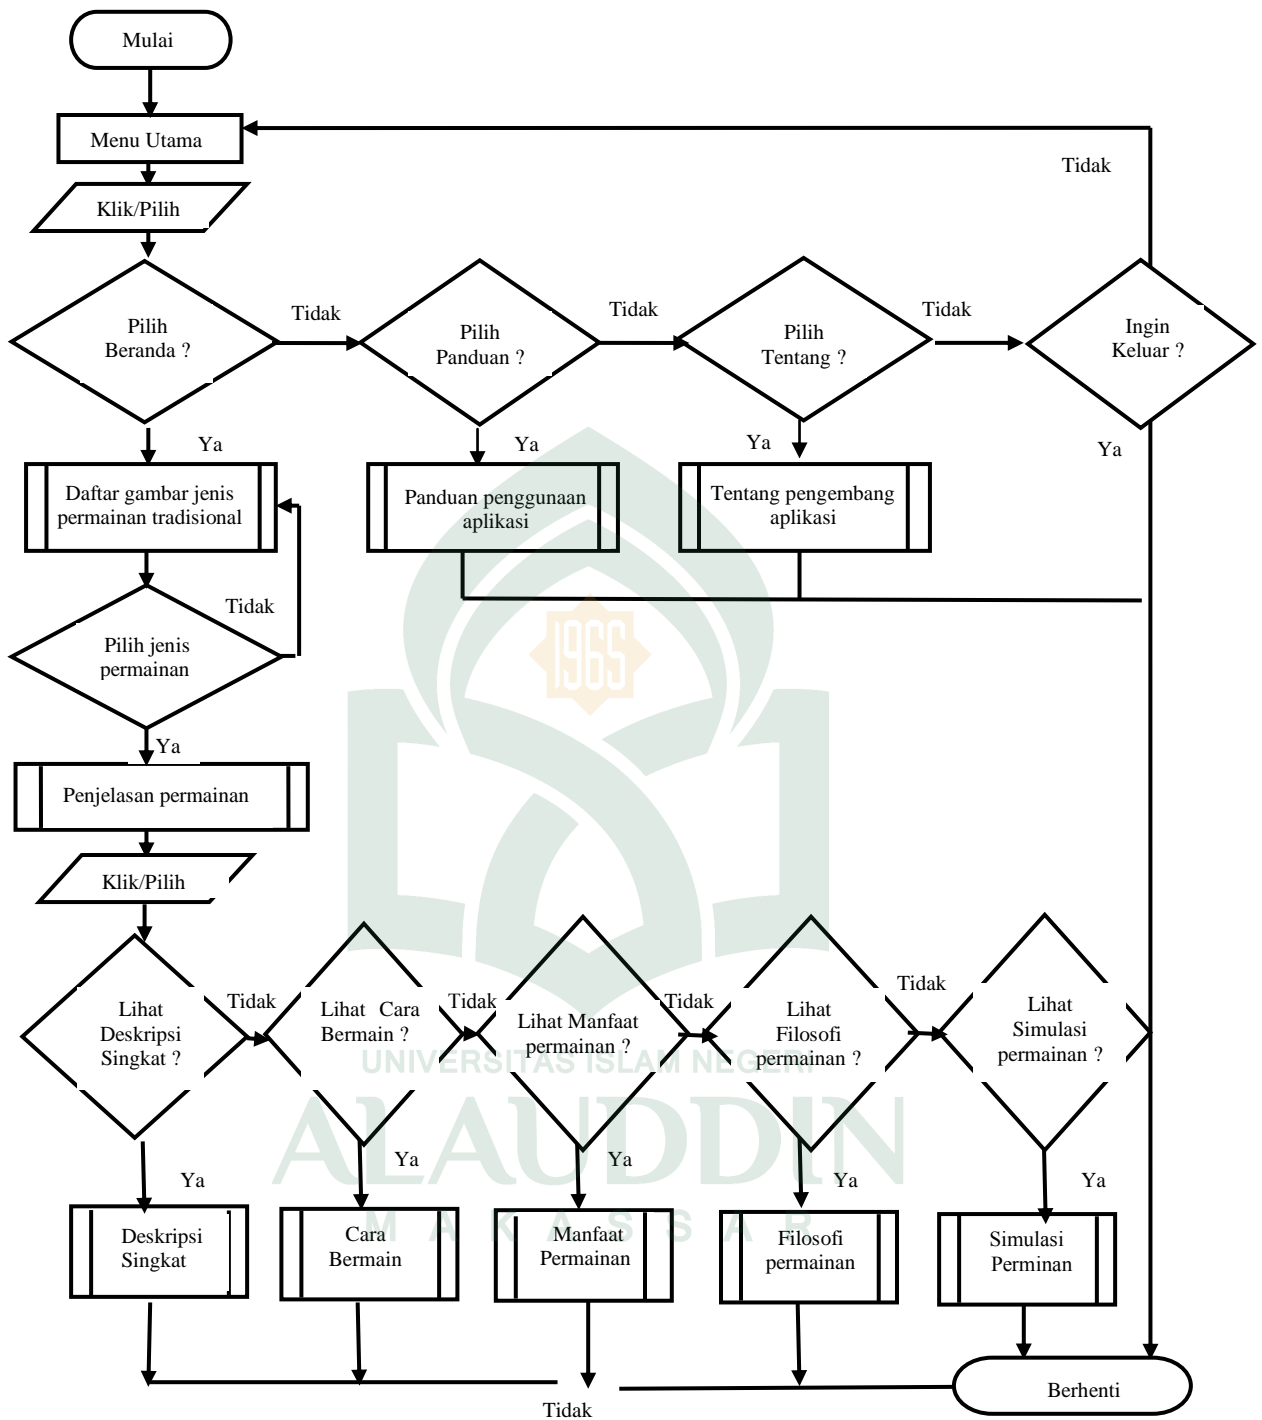 Mulai
Menu Utama
Tidak
Klik/Pilih
Pilih
Beranda ?
Tidak
Pilih
Panduan ?
Tidak
Pilih
Tentang ?
Tidak
Ingin
Keluar ?
Ya
Ya
Ya
Ya
Daftar gambar jenis
permainan tradisional
Panduan penggunaan
aplikasi
Tentang pengembang
aplikasi
Tidak
1965
Pilih jenis
permainan
Ya
Penjelasan permainan
Klik/Pilih
Lihat
Deskripsi
Singkat ?
Tidak
Lihat Cara
Bermain ?
Tidak
Lihat Manfaat
permainan ?
Tidak
Lihat
Filosofi
permainan ?
Tidak
Lihat
Simulasi
permainan ?
UNIVERSITAS ISLAM NEGERI
ALAUDDIN
MAKASSAR
Ya
Ya
Ya
Ya
Ya
Deskripsi
Singkat
Cara
Bermain
Manfaat
Permainan
Filosofi
permainan
Simulasi
Perminan
Tidak
Berhenti